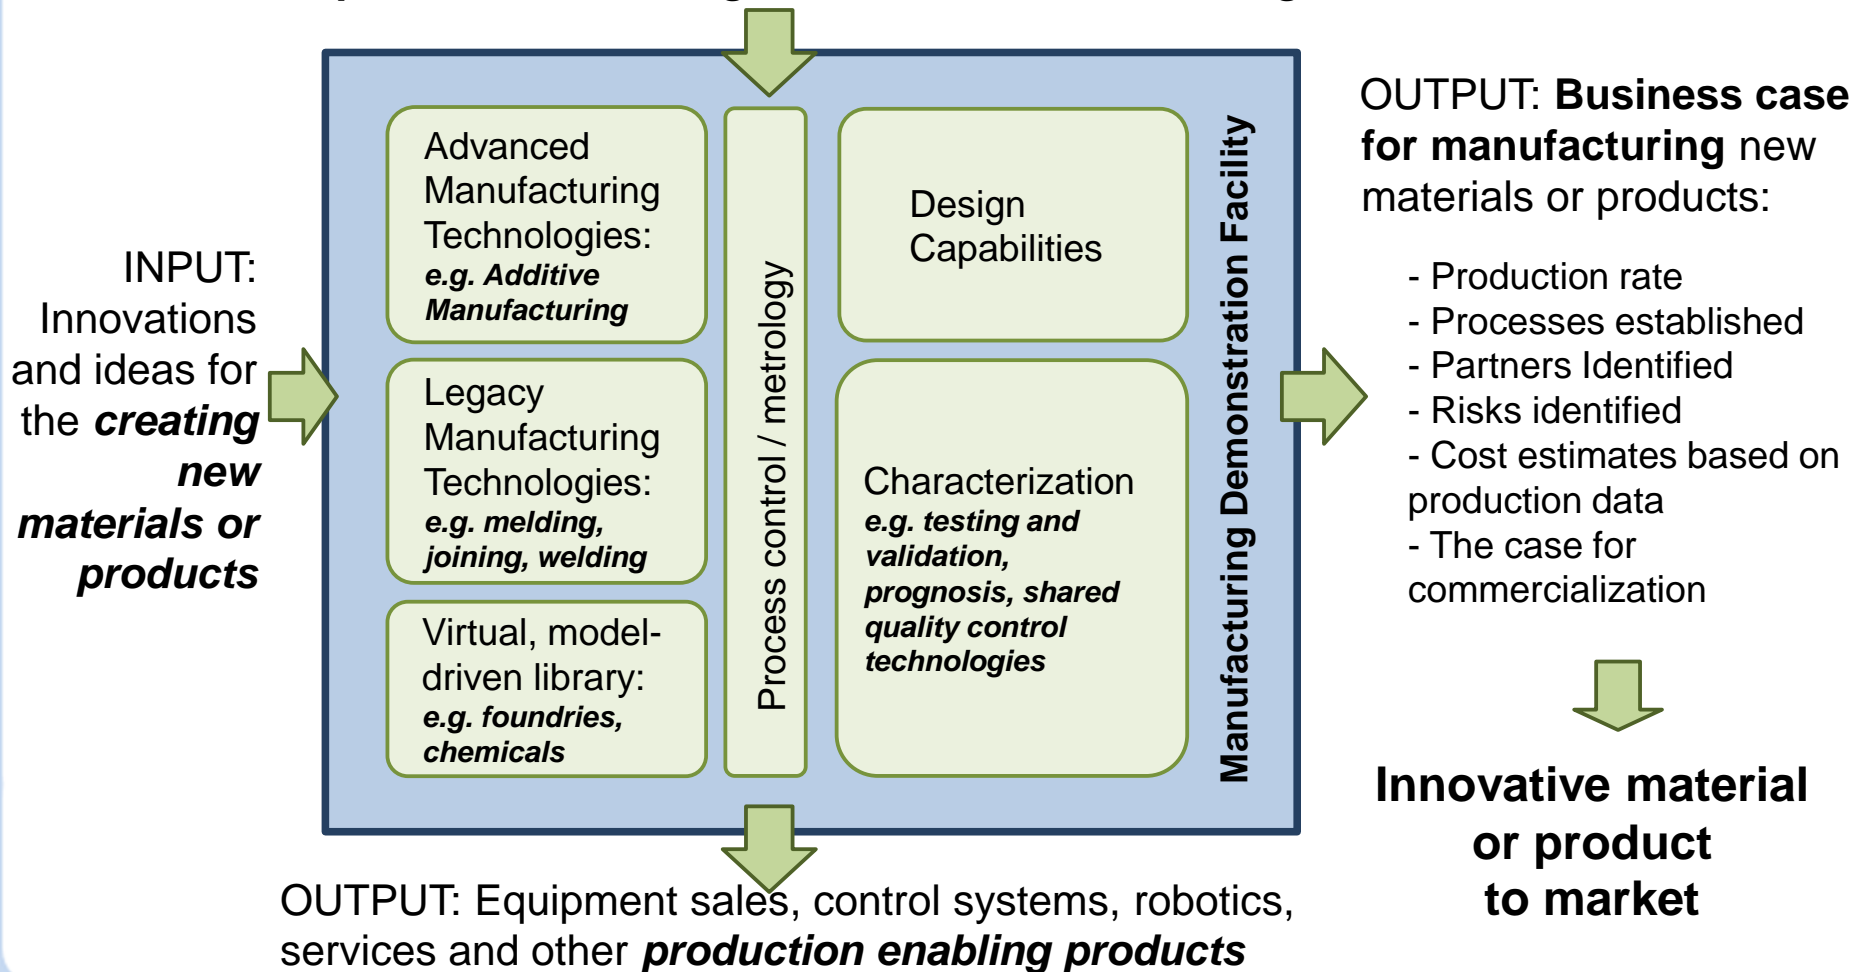 INPUT:
Innovations
and ideas for
the creating
new
materials or
products
Advanced
Manufacturing
Technologies:
e.g. Additive
Manufacturing
Legacy
Manufacturing
Technologies:
e.g. melding,
joining, welding
Virtual, model-
driven library:
e.g. foundries,
chemicals
Process control / metrology
Design
Capabilities
Characterization
e.g. testing and
validation,
prognosis, shared
quality control
technologies
Manufacturing Demonstration Facility
OUTPUT: Business case
for manufacturing new
materials or products:
- Production rate
- Processes established
- Partners Identified
- Risks identified
- Cost estimates based on
production data
- The case for
commercialization
Innovative material
or product
to market
OUTPUT: Equipment sales, control systems, robotics,
services and other production enabling products